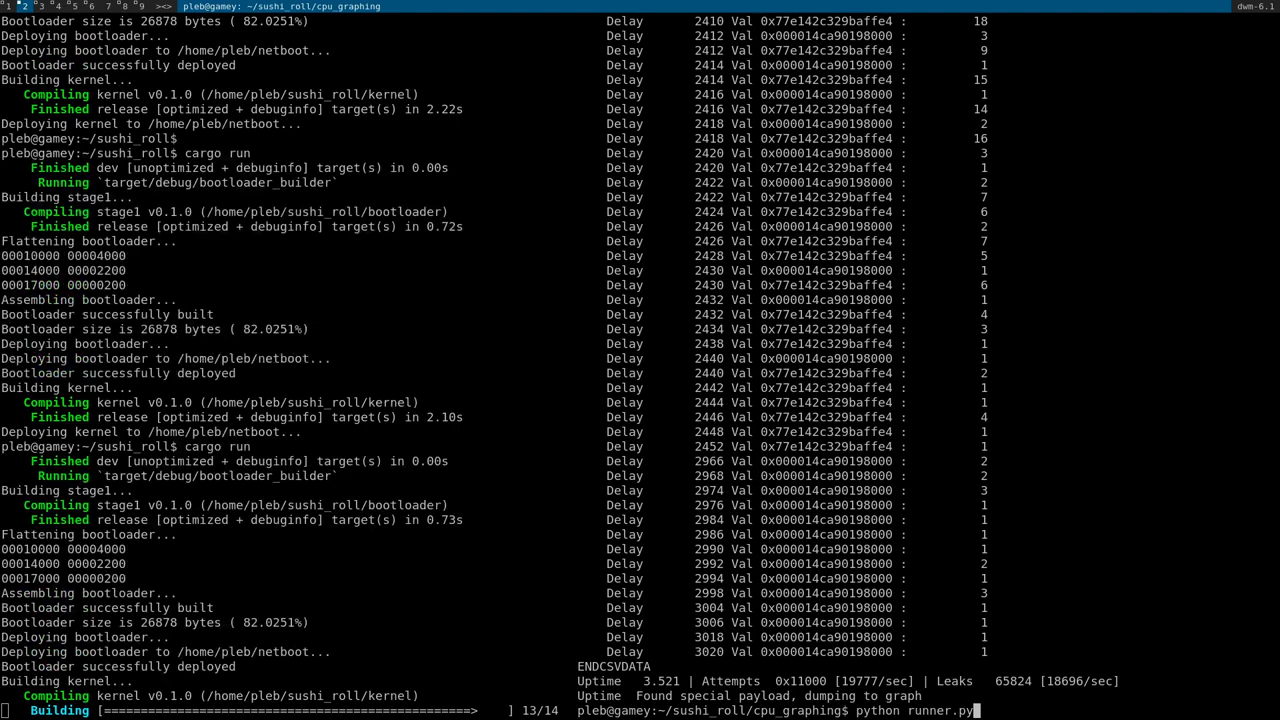 1 2 3 4 5 6 7 8 9 ><> pleb@gamey: ~/sushi_roll/cpu_graphing dwm-6.1
Bootloader size is 26878 bytes ( 82.0251%)
Deploying bootloader...
Deploying bootloader to /home/pleb/netboot...
Bootloader successfully deployed
Building kernel...
Compiling kernel v0.1.0 (/home/pleb/sushi_roll/kernel)
Finished release [optimized + debuginfo] target(s) in 2.22s
Deploying kernel to /home/pleb/netboot...
pleb@gamey:~/sushi_roll$
pleb@gamey:~/sushi_roll$ cargo run
Finished dev [unoptimized + debuginfo] target(s) in 0.00s
Running `target/debug/bootloader_builder`
Building stage1...
Compiling stage1 v0.1.0 (/home/pleb/sushi_roll/bootloader)
Finished release [optimized + debuginfo] target(s) in 0.72s
Flattening bootloader...
00010000 00004000
00014000 00002200
00017000 00000200
Assembling bootloader...
Bootloader successfully built
Bootloader size is 26878 bytes ( 82.0251%)
Deploying bootloader...
Deploying bootloader to /home/pleb/netboot...
Bootloader successfully deployed
Building kernel...
Compiling kernel v0.1.0 (/home/pleb/sushi_roll/kernel)
Finished release [optimized + debuginfo] target(s) in 2.10s
Deploying kernel to /home/pleb/netboot...
pleb@gamey:~/sushi_roll$ cargo run
Finished dev [unoptimized + debuginfo] target(s) in 0.00s
Running `target/debug/bootloader_builder`
Building stage1...
Compiling stage1 v0.1.0 (/home/pleb/sushi_roll/bootloader)
Finished release [optimized + debuginfo] target(s) in 0.73s
Flattening bootloader...
00010000 00004000
00014000 00002200
00017000 00000200
Assembling bootloader...
Bootloader successfully built
Bootloader size is 26878 bytes ( 82.0251%)
Deploying bootloader...
Deploying bootloader to /home/pleb/netboot...
Bootloader successfully deployed
Building kernel...
Compiling kernel v0.1.0 (/home/pleb/sushi_roll/kernel)
Building [==================================================> ] 13/14
Delay 2410 Val 0x77e142c329baffe4 : 18
Delay 2412 Val 0x000014ca90198000 : 3
Delay 2412 Val 0x77e142c329baffe4 : 9
Delay 2414 Val 0x000014ca90198000 : 1
Delay 2414 Val 0x77e142c329baffe4 : 15
Delay 2416 Val 0x000014ca90198000 : 1
Delay 2416 Val 0x77e142c329baffe4 : 14
Delay 2418 Val 0x000014ca90198000 : 2
Delay 2418 Val 0x77e142c329baffe4 : 16
Delay 2420 Val 0x000014ca90198000 : 3
Delay 2420 Val 0x77e142c329baffe4 : 1
Delay 2422 Val 0x000014ca90198000 : 2
Delay 2422 Val 0x77e142c329baffe4 : 7
Delay 2424 Val 0x77e142c329baffe4 : 6
Delay 2426 Val 0x000014ca90198000 : 2
Delay 2426 Val 0x77e142c329baffe4 : 7
Delay 2428 Val 0x77e142c329baffe4 : 5
Delay 2430 Val 0x000014ca90198000 : 1
Delay 2430 Val 0x77e142c329baffe4 : 6
Delay 2432 Val 0x000014ca90198000 : 1
Delay 2432 Val 0x77e142c329baffe4 : 4
Delay 2434 Val 0x77e142c329baffe4 : 3
Delay 2438 Val 0x77e142c329baffe4 : 1
Delay 2440 Val 0x000014ca90198000 : 1
Delay 2440 Val 0x77e142c329baffe4 : 2
Delay 2442 Val 0x77e142c329baffe4 : 1
Delay 2444 Val 0x77e142c329baffe4 : 1
Delay 2446 Val 0x77e142c329baffe4 : 4
Delay 2448 Val 0x77e142c329baffe4 : 1
Delay 2452 Val 0x77e142c329baffe4 : 1
Delay 2966 Val 0x000014ca90198000 : 2
Delay 2968 Val 0x000014ca90198000 : 2
Delay 2974 Val 0x000014ca90198000 : 3
Delay 2976 Val 0x000014ca90198000 : 1
Delay 2984 Val 0x000014ca90198000 : 1
Delay 2986 Val 0x000014ca90198000 : 1
Delay 2990 Val 0x000014ca90198000 : 1
Delay 2992 Val 0x000014ca90198000 : 2
Delay 2994 Val 0x000014ca90198000 : 1
Delay 2998 Val 0x000014ca90198000 : 3
Delay 3004 Val 0x000014ca90198000 : 1
Delay 3006 Val 0x000014ca90198000 : 1
Delay 3018 Val 0x000014ca90198000 : 1
Delay 3020 Val 0x000014ca90198000 : 1
ENDCSVDATA
Uptime 3.521 | Attempts 0x11000 [19777/sec] | Leaks 65824 [18696/sec]
Uptime Found special payload, dumping to graph
pleb@gamey:~/sushi_roll/cpu_graphing$ python runner.py